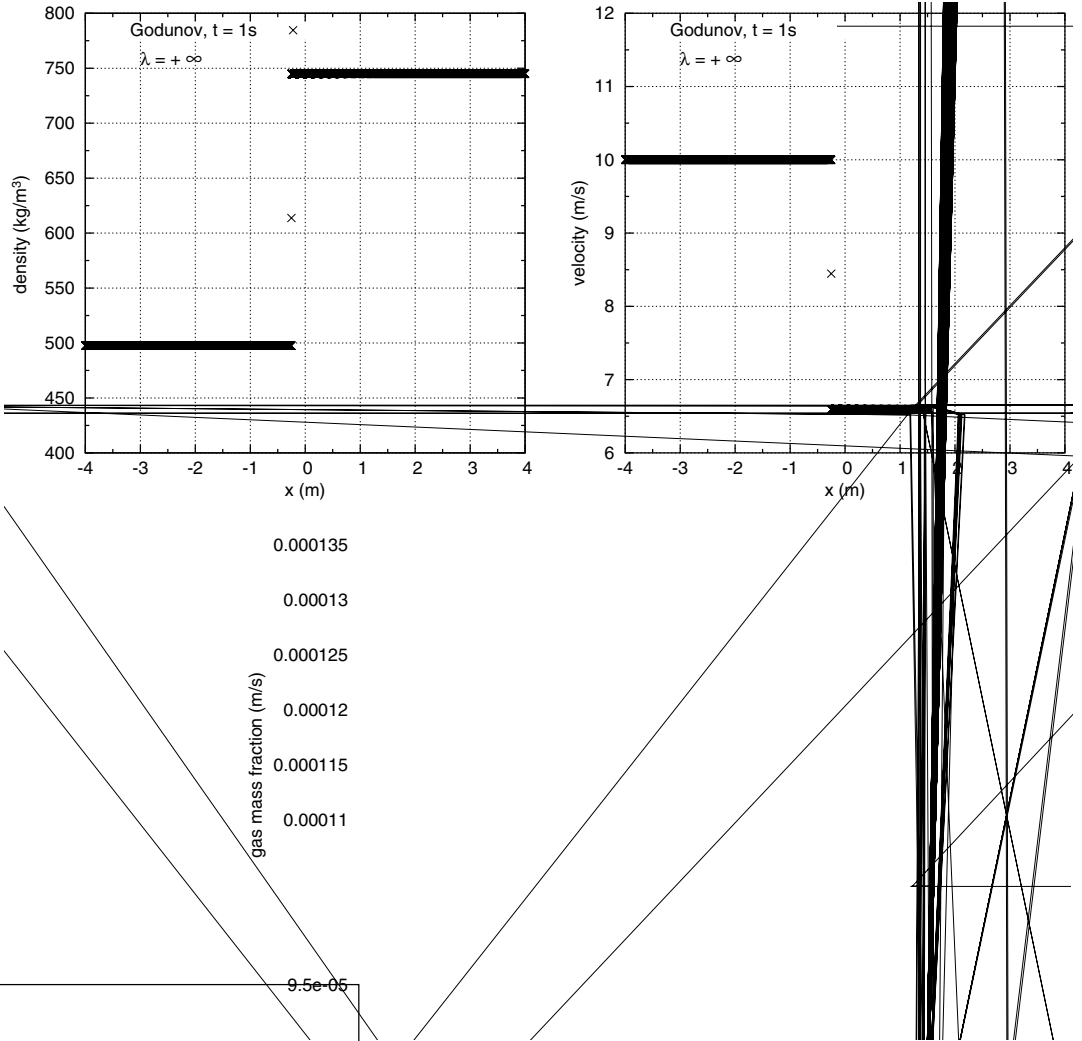 Godunov, t = 1s
λ = + ∞
density (kg/m³)
800
750
700
650
600
550
500
450
400
-4 -3 -2 -1 0 1 2 3 4
x (m)
Godunov, t = 1s
λ = + ∞
velocity (m/s)
12
11
10
9
8
7
6
-4 -3 -2 -1 0 1 2 3 4
x (m)
gas mass fraction (m/s)
0.000135
0.00013
0.000125
0.00012
0.000115
0.00011
9.5e-05